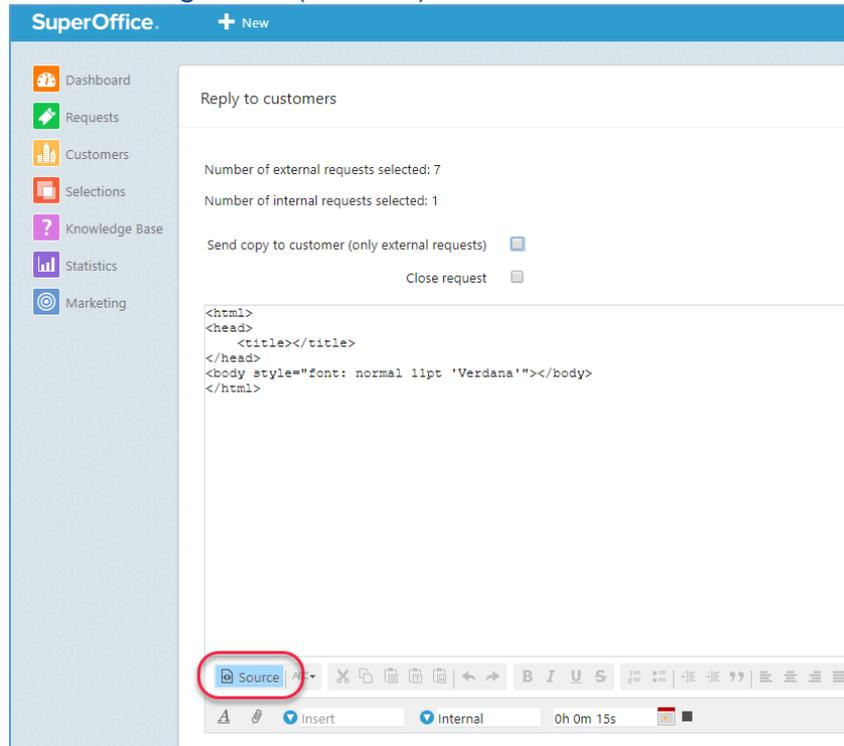 SuperOffice. New
Dashboard
Requests
Customers
Selections
? Knowledge Base
Statistics
Marketing
Reply to customers
Number of external requests selected: 7
Number of internal requests selected: 1
Send copy to customer (only external requests)
Close request
<html>
<head>
    <title></title>
</head>
<body style="font: normal 11pt 'Verdana'"></body>
</html>
Source
B I U S
A Insert Internal 0h 0m 15s